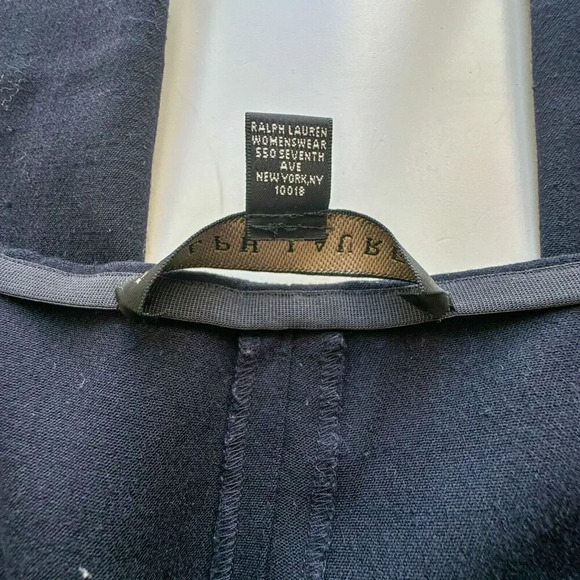 RALPH LAUREN
WOMENSWEAR
550 SEVENTH
AVE
NEW YORK,NY
10018
LPH LAURE